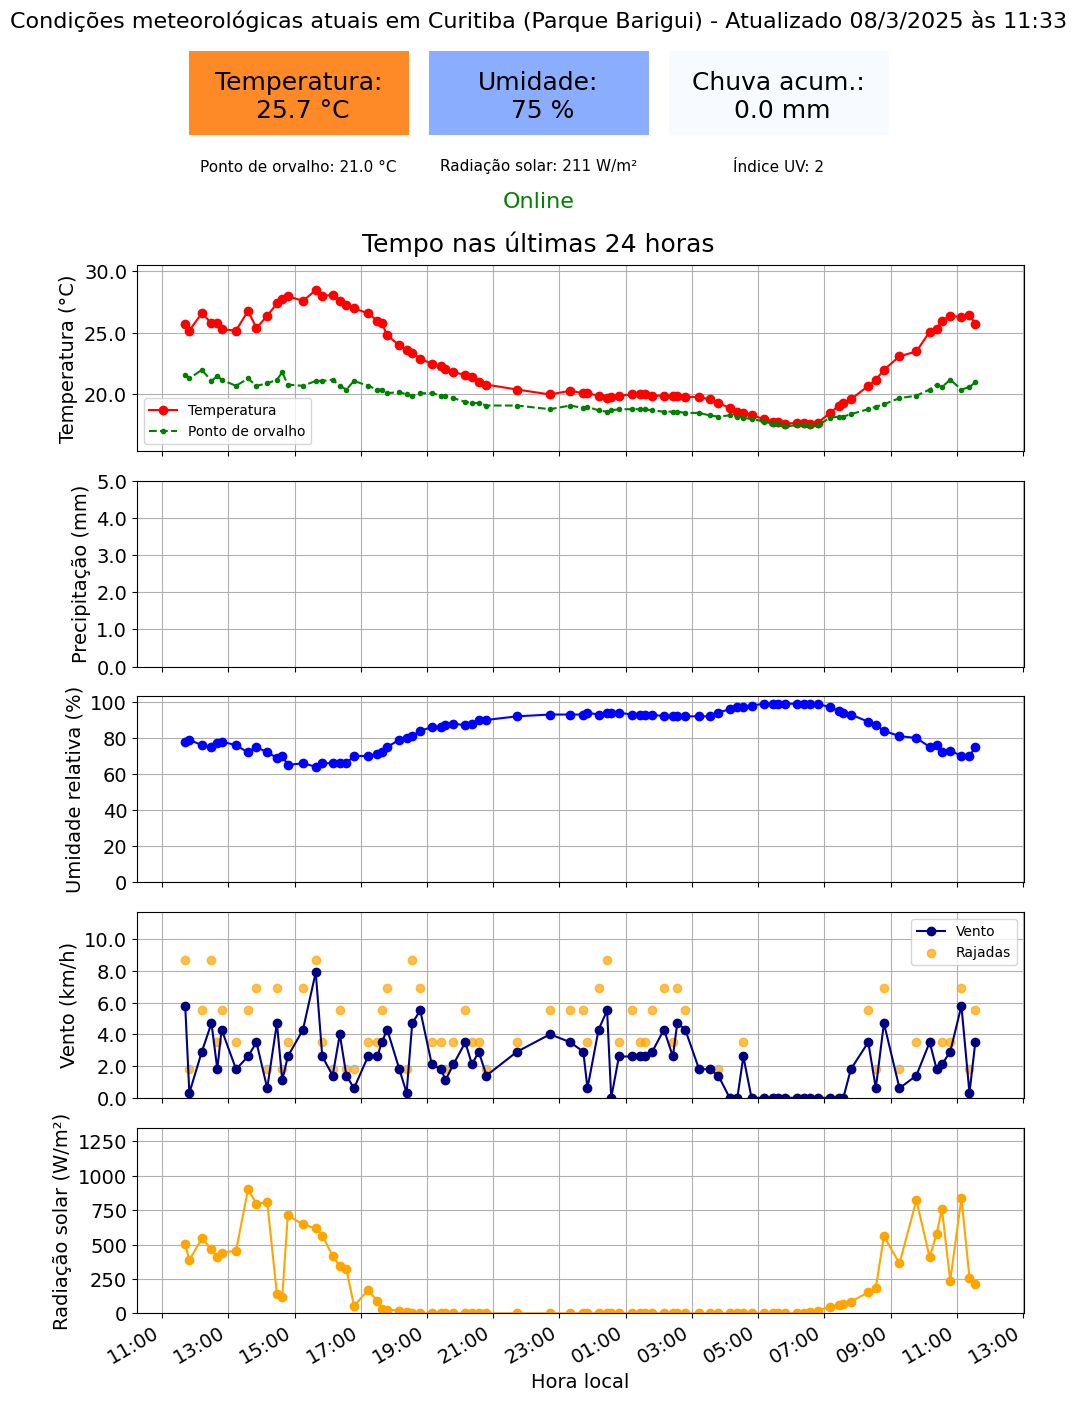 Condições meteorológicas atuais em Curitiba (Parque Barigui) - Atualizado 08/3/2025 às 11:33
Temperatura:
25.7 °C
Umidade:
75 %
Chuva acum.:
0.0 mm
Ponto de orvalho: 21.0 °C
Radiação solar: 211 W/m²
Índice UV: 2
Online
Tempo nas últimas 24 horas
Temperatura (°C)
30.0
25.0
20.0
Temperatura
Ponto de orvalho
Precipitação (mm)
5.0
4.0
3.0
2.0
1.0
0.0
Umidade relativa (%)
100
80
60
40
20
0
Vento (km/h)
10.0
8.0
6.0
4.0
2.0
0.0
Vento
Rajadas
Radiação solar (W/m²)
1250
1000
750
500
250
0
11:00
13:00
15:00
17:00
19:00
21:00
23:00
01:00
03:00
05:00
07:00
09:00
11:00
13:00
Hora local